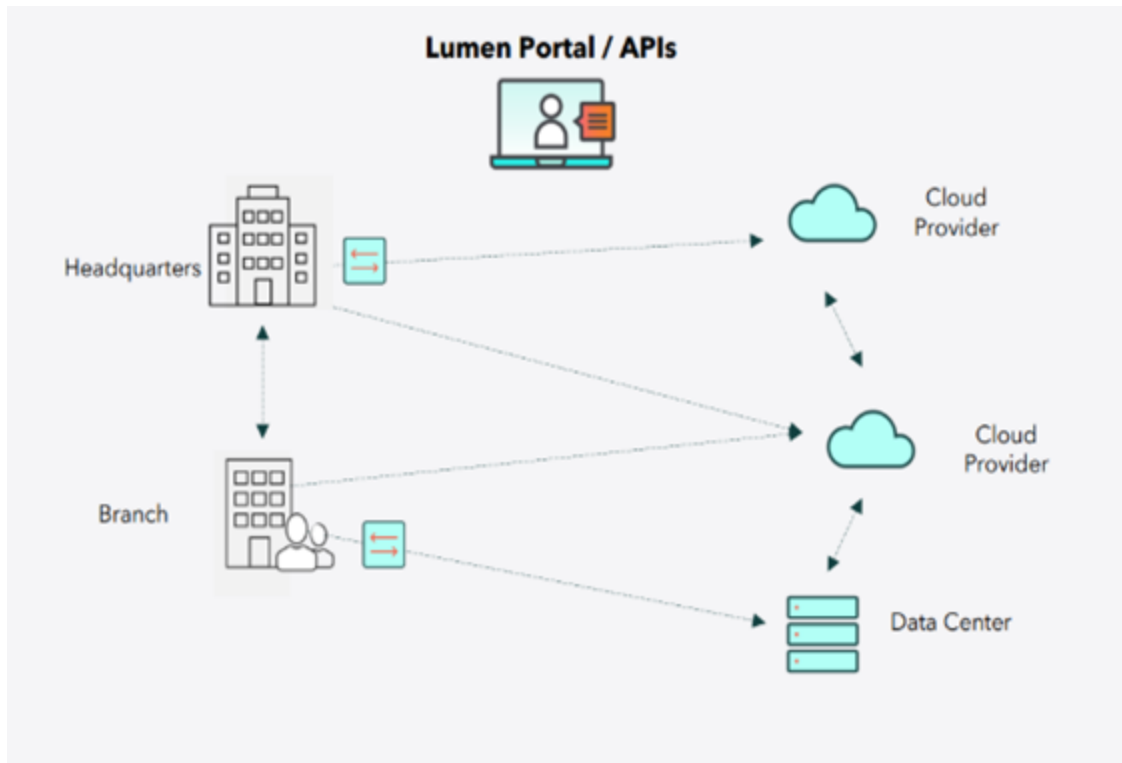 Lumen Portal / APIs
Cloud
Provider
Headquarters
Cloud
Provider
Branch
Data Center